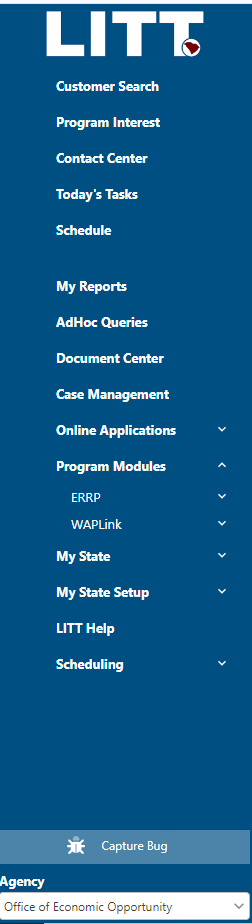 LITT
Customer Search
Program Interest
Contact Center
Today's Tasks
Schedule
My Reports
AdHoc Queries
Document Center
Case Management
Online Applications
Program Modules
ERRP
WAPLink
My State
My State Setup
LITT Help
Scheduling
Capture Bug
Agency
Office of Economic Opportunity